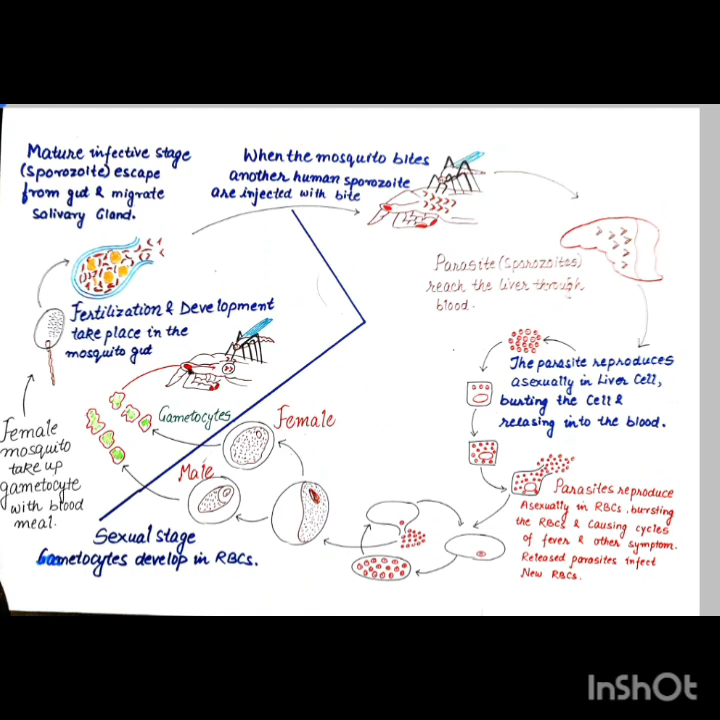 Mature infective stage
(Sporozoite) escape
from gut & migrate
Salivary Gland.
When the mosquito bites
another human sporozoite
are injected with bite
Parasite (Sporozoites)
reach the liver through
blood.
The parasite reproduces
asexually in Liver Cell,
bursting the Cell &
relasing into the blood.
Parasites reproduce
Asexually in RBCs, bursting
the RBCs & Causing cycles
of fever & other symptom.
Released parasites infect
New RBCs.
Sexual stage
Gametocytes develop in RBCs.
Male
Female
Gametocytes
Female
mosquito
take up
gametocyte
with blood
meal.
Fertilization & Development
take place in the
mosquito gut
InShOt